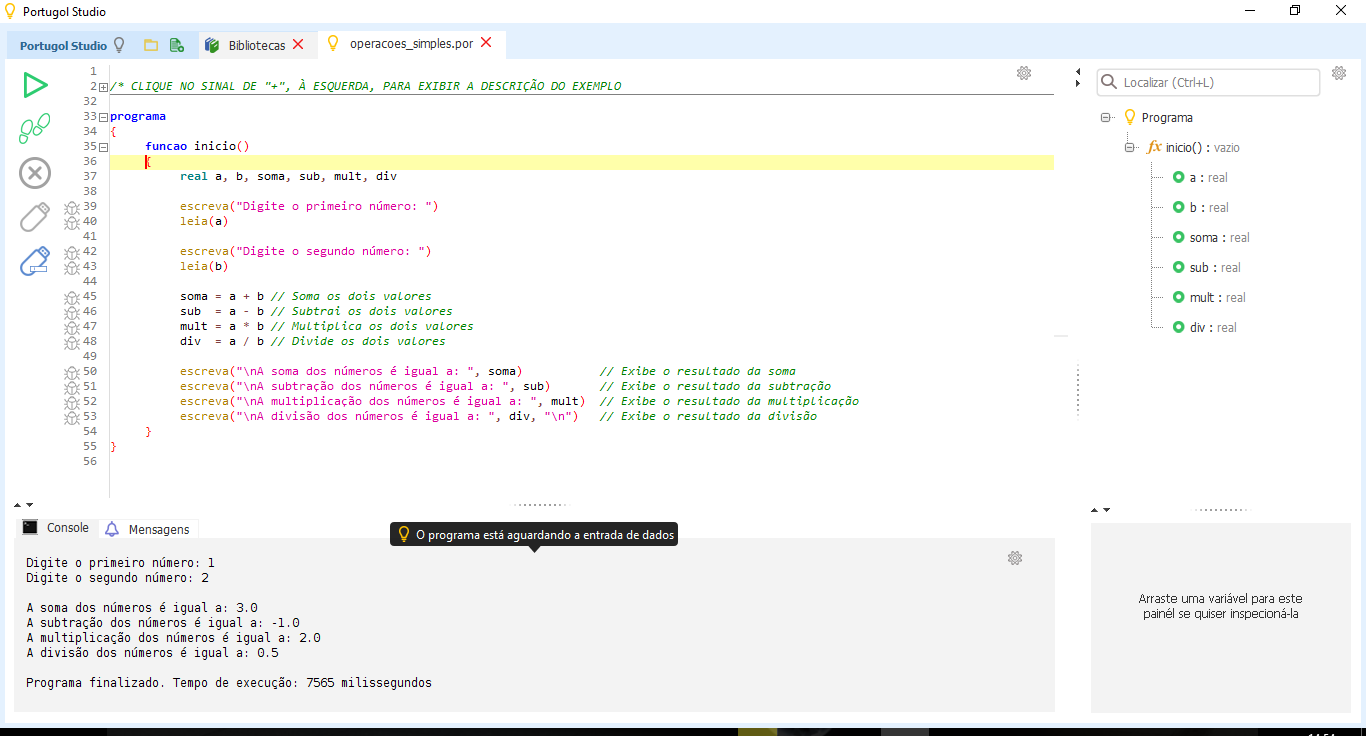 Portugol Studio
Portugol Studio
Bibliotecas
operacoes_simples.por
1
2 /* CLIQUE NO SINAL DE "+", À ESQUERDA, PARA EXIBIR A DESCRIÇÃO DO EXEMPLO
32
33 programa
34 {
35 funcao inicio()
36 {
37 real a, b, soma, sub, mult, div
38
39 escreva("Digite o primeiro número: ")
40 leia(a)
41
42 escreva("Digite o segundo número: ")
43 leia(b)
44
45 soma = a + b // Soma os dois valores
46 sub  = a - b // Subtrai os dois valores
47 mult = a * b // Multiplica os dois valores
48 div  = a / b // Divide os dois valores
49
50 escreva("\nA soma dos números é igual a: ", soma) // Exibe o resultado da soma
51 escreva("\nA subtração dos números é igual a: ", sub) // Exibe o resultado da subtração
52 escreva("\nA multiplicação dos números é igual a: ", mult) // Exibe o resultado da multiplicação
53 escreva("\nA divisão dos números é igual a: ", div, "\n") // Exibe o resultado da divisão
54 }
55 }
56
Localizar (Ctrl+L)
Programa
fx inicio() : vazio
a : real
b : real
soma : real
sub : real
mult : real
div : real
Console
Mensagens
O programa está aguardando a entrada de dados
Digite o primeiro número: 1
Digite o segundo número: 2
A soma dos números é igual a: 3.0
A subtração dos números é igual a: -1.0
A multiplicação dos números é igual a: 2.0
A divisão dos números é igual a: 0.5
Programa finalizado. Tempo de execução: 7565 milissegundos
Arraste uma variável para este
painél se quiser inspecioná-la